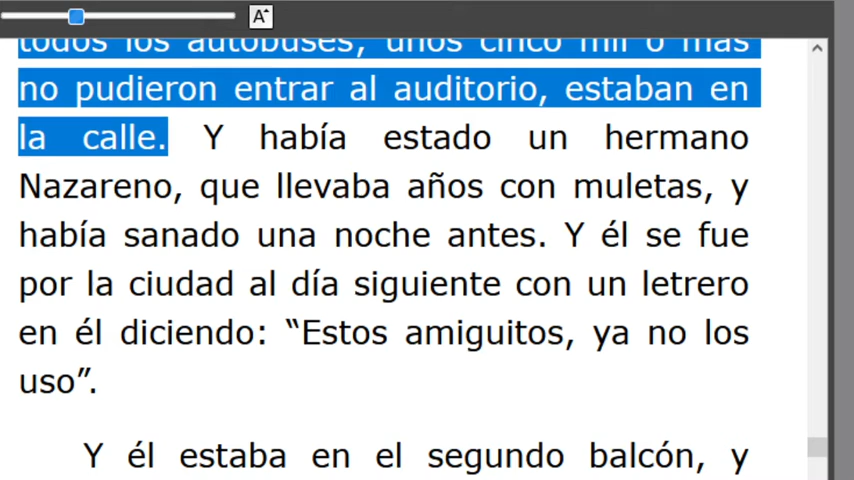 A
todos los autobuses, unos cinco mil o más
no pudieron entrar al auditorio, estaban en
la calle. Y había estado un hermano
Nazareno, que llevaba años con muletas, y
había sanado una noche antes. Y él se fue
por la ciudad al día siguiente con un letrero
en él diciendo: “Estos amiguitos, ya no los
uso”.
Y él estaba en el segundo balcón, y